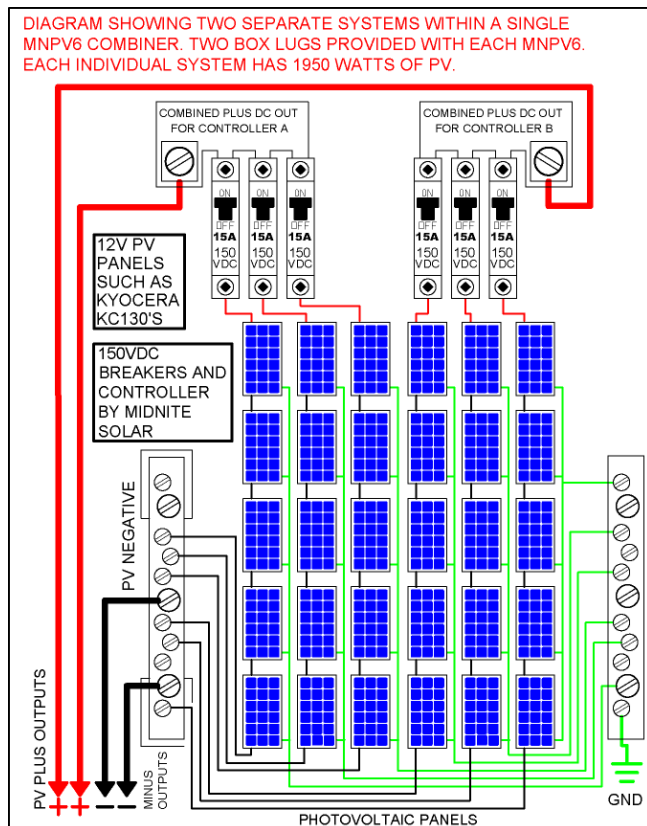 DIAGRAM SHOWING TWO SEPARATE SYSTEMS WITHIN A SINGLE
MNPV6 COMBINER. TWO BOX LUGS PROVIDED WITH EACH MNPV6.
EACH INDIVIDUAL SYSTEM HAS 1950 WATTS OF PV.
COMBINED PLUS DC OUT
FOR CONTROLLER A
COMBINED PLUS DC OUT
FOR CONTROLLER B
ON
OFF
15A
150
VDC
ON
OFF
15A
150
VDC
ON
OFF
15A
150
VDC
ON
OFF
15A
150
VDC
ON
OFF
15A
150
VDC
ON
OFF
15A
150
VDC
12V PV
PANELS
SUCH AS
KYOCERA
KC130'S
150VDC
BREAKERS AND
CONTROLLER
BY MIDNITE
SOLAR
PV NEGATIVE
PV PLUS OUTPUTS
MINUS
OUTPUTS
GND
PHOTOVOLTAIC PANELS